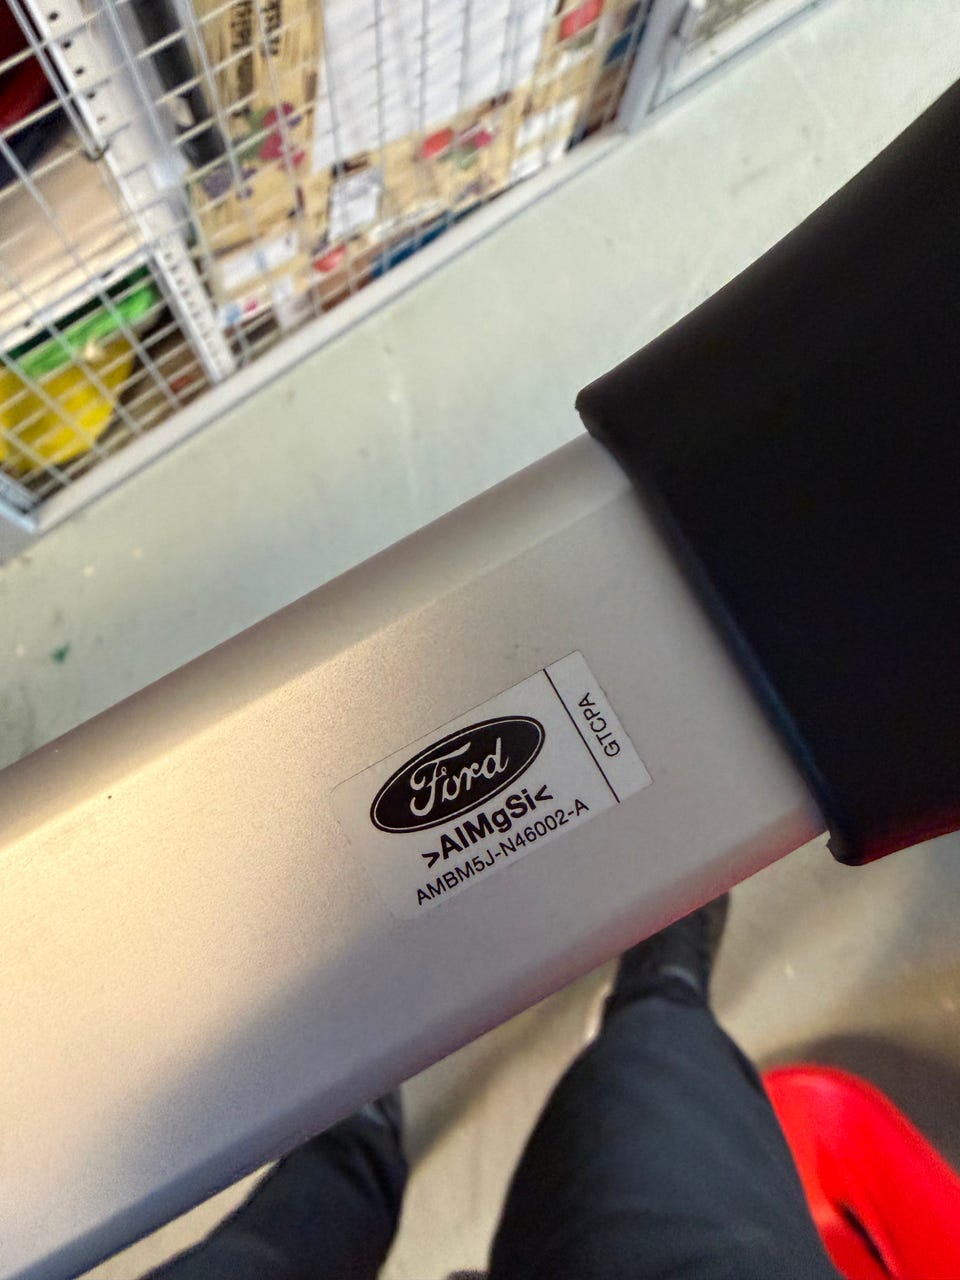 Ford
>AlMgSi<
AMBM5J-N46002-A
GTCPA